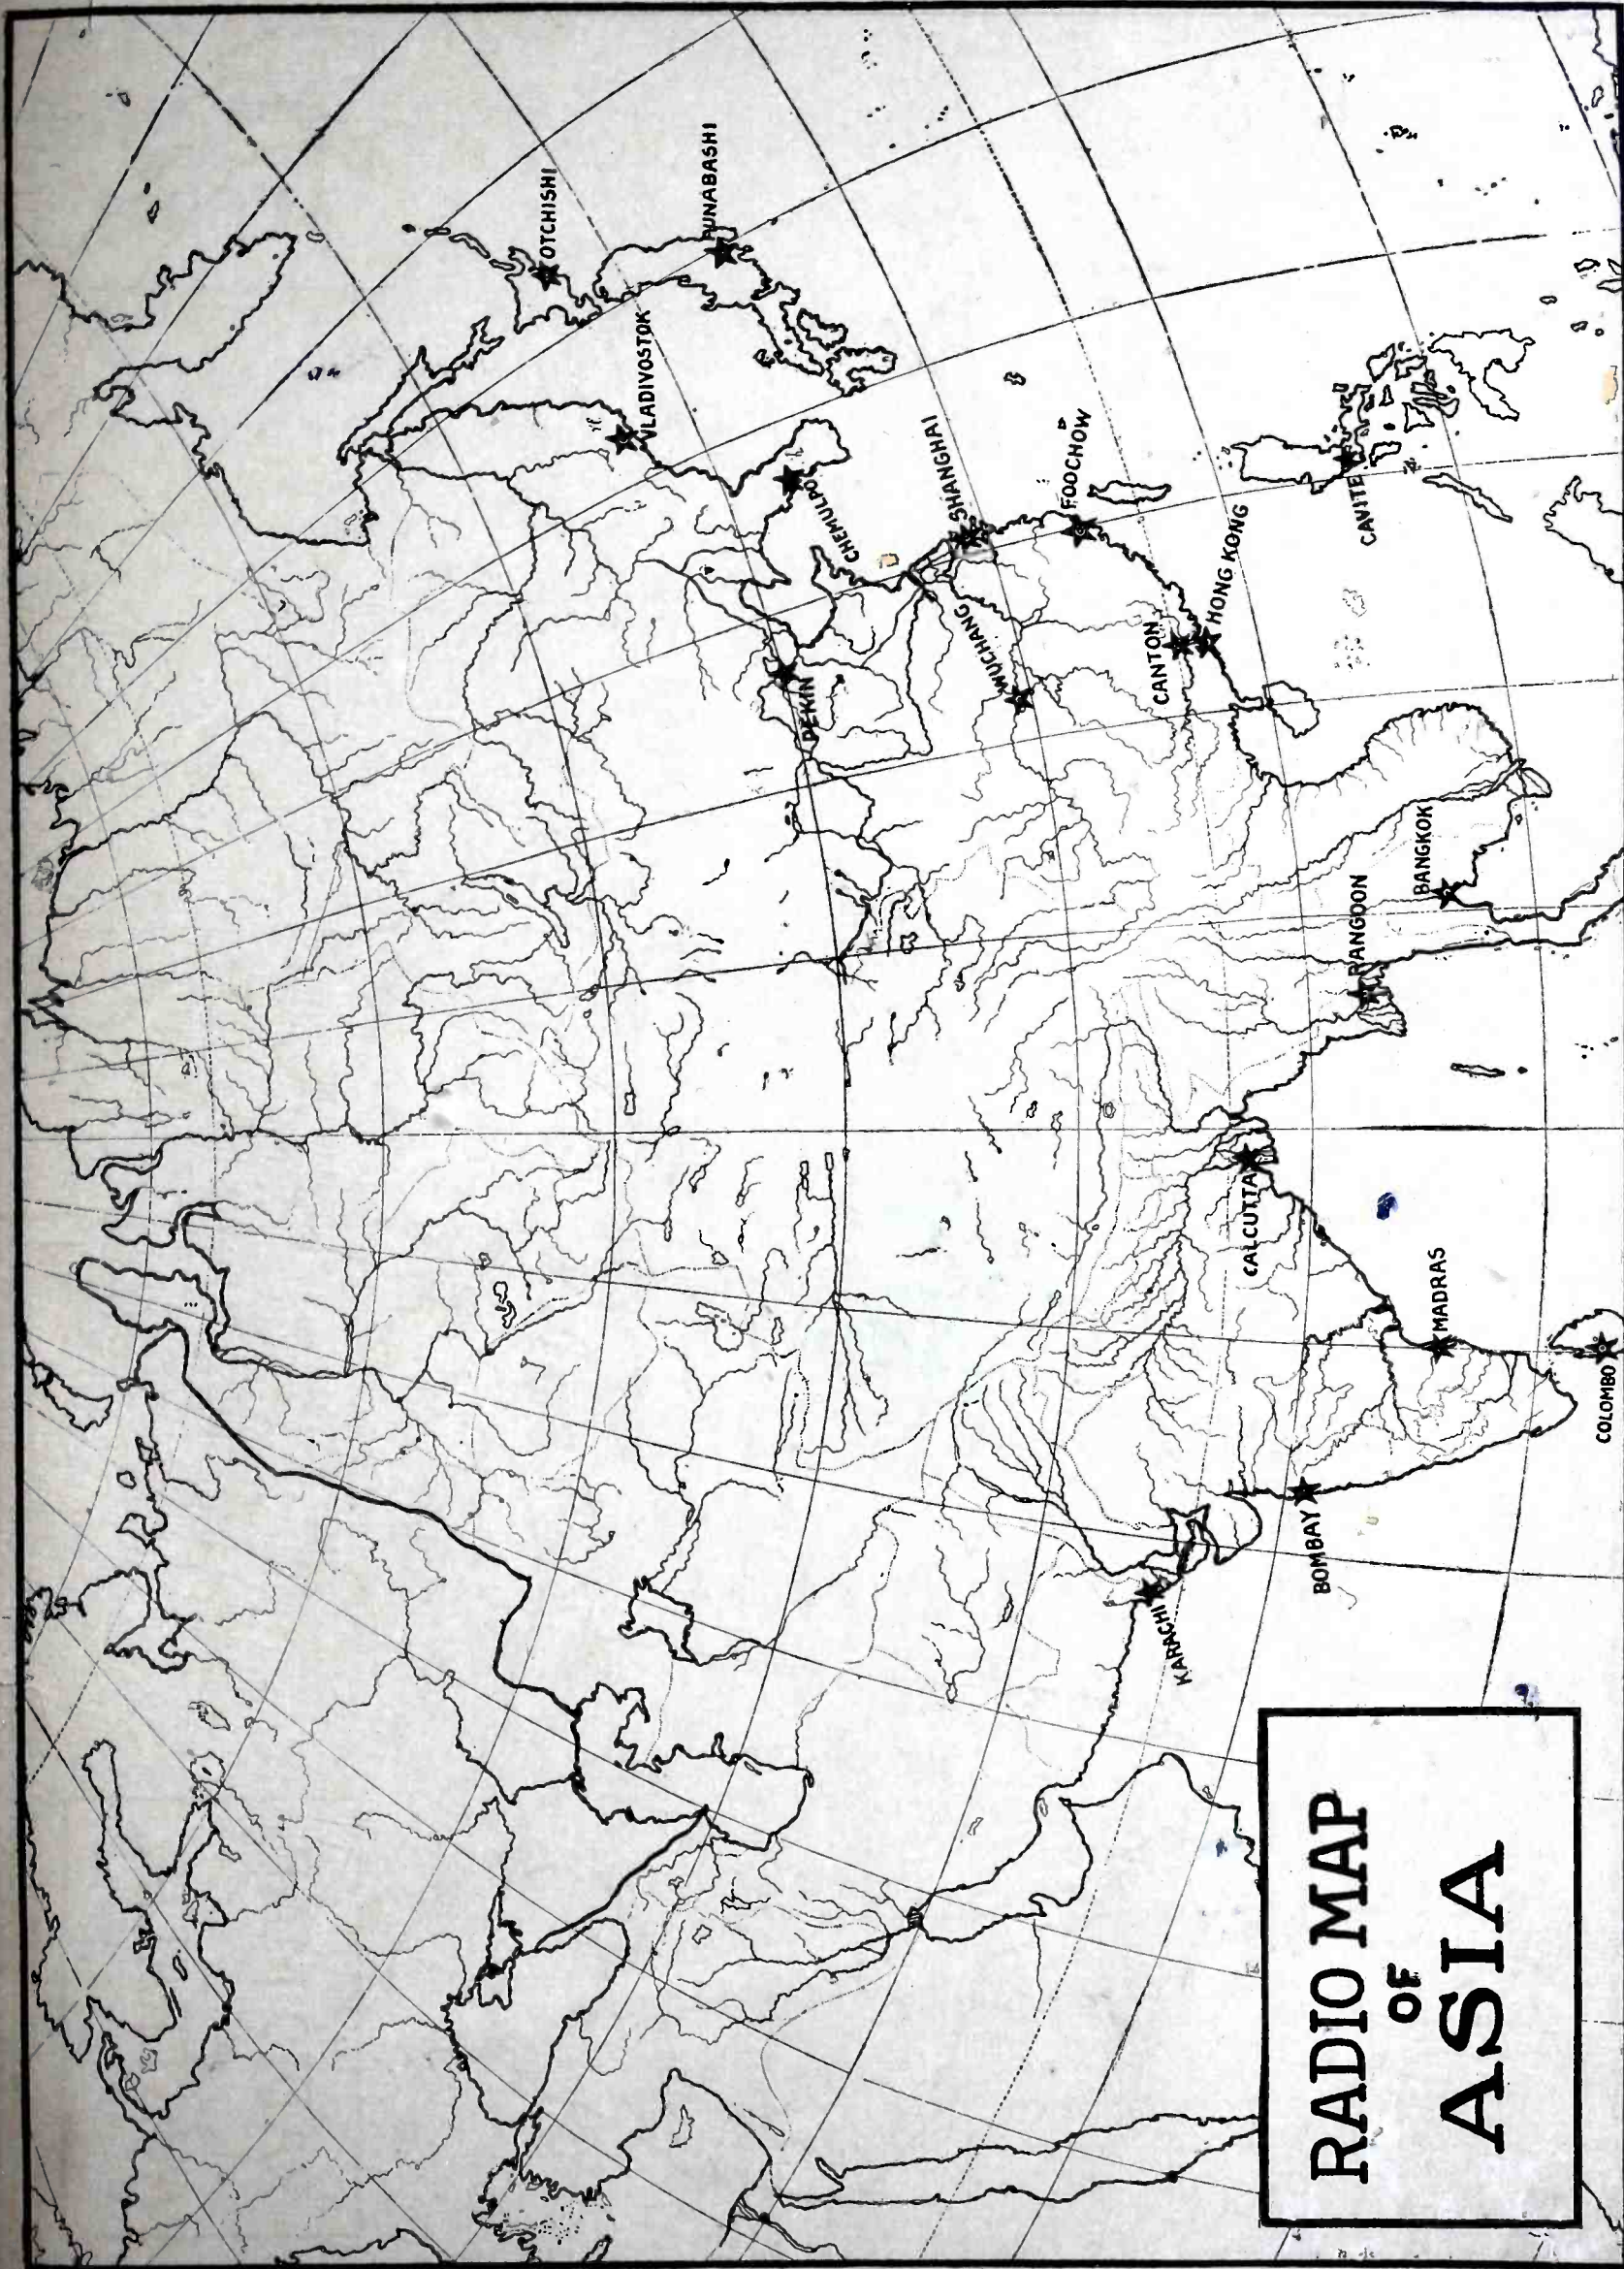 OTCHISHI
FUNABASHI
VLADIVOSTOK
CHEMULPO
SHANGHAI
FOOCHOW
PEKIN
WUCHANG
CANTON
HONG KONG
CAVITE
BANGKOK
RANGOON
CALCUTTA
MADRAS
COLOMBO
BOMBAY
KARACHI
RADIO MAP
OF
ASIA